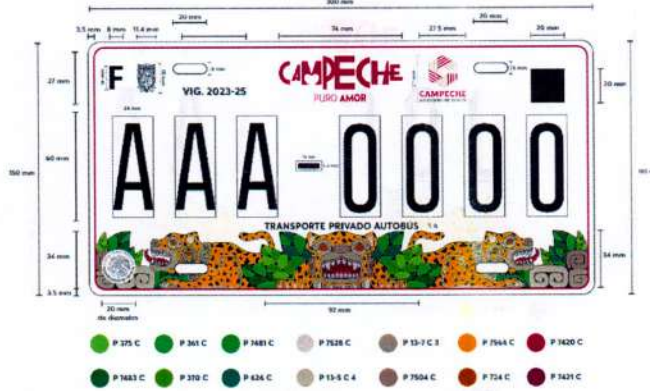 300 mm
20 mm
20 mm
3.5 mm
8 mm
11.4 mm
74 mm
27.5 mm
20 mm
27 mm
F
VIG. 2023-25
CAMPECHE
PURO AMOR
CAMPECHE
20 mm
60 mm
150 mm
AAA-0000
TRANSPORTE PRIVADO AUTOBÚS
34 mm
34 mm
3.5 mm
20 mm
de diametro
92 mm
P 375 C
P 361 C
P 7481 C
P 7528 C
P 13-7 C 3
P 7564 C
P 7420 C
P 7483 C
P 370 C
P 626 C
P 13-5 C 4
P 7504 C
P 724 C
P 7421 C